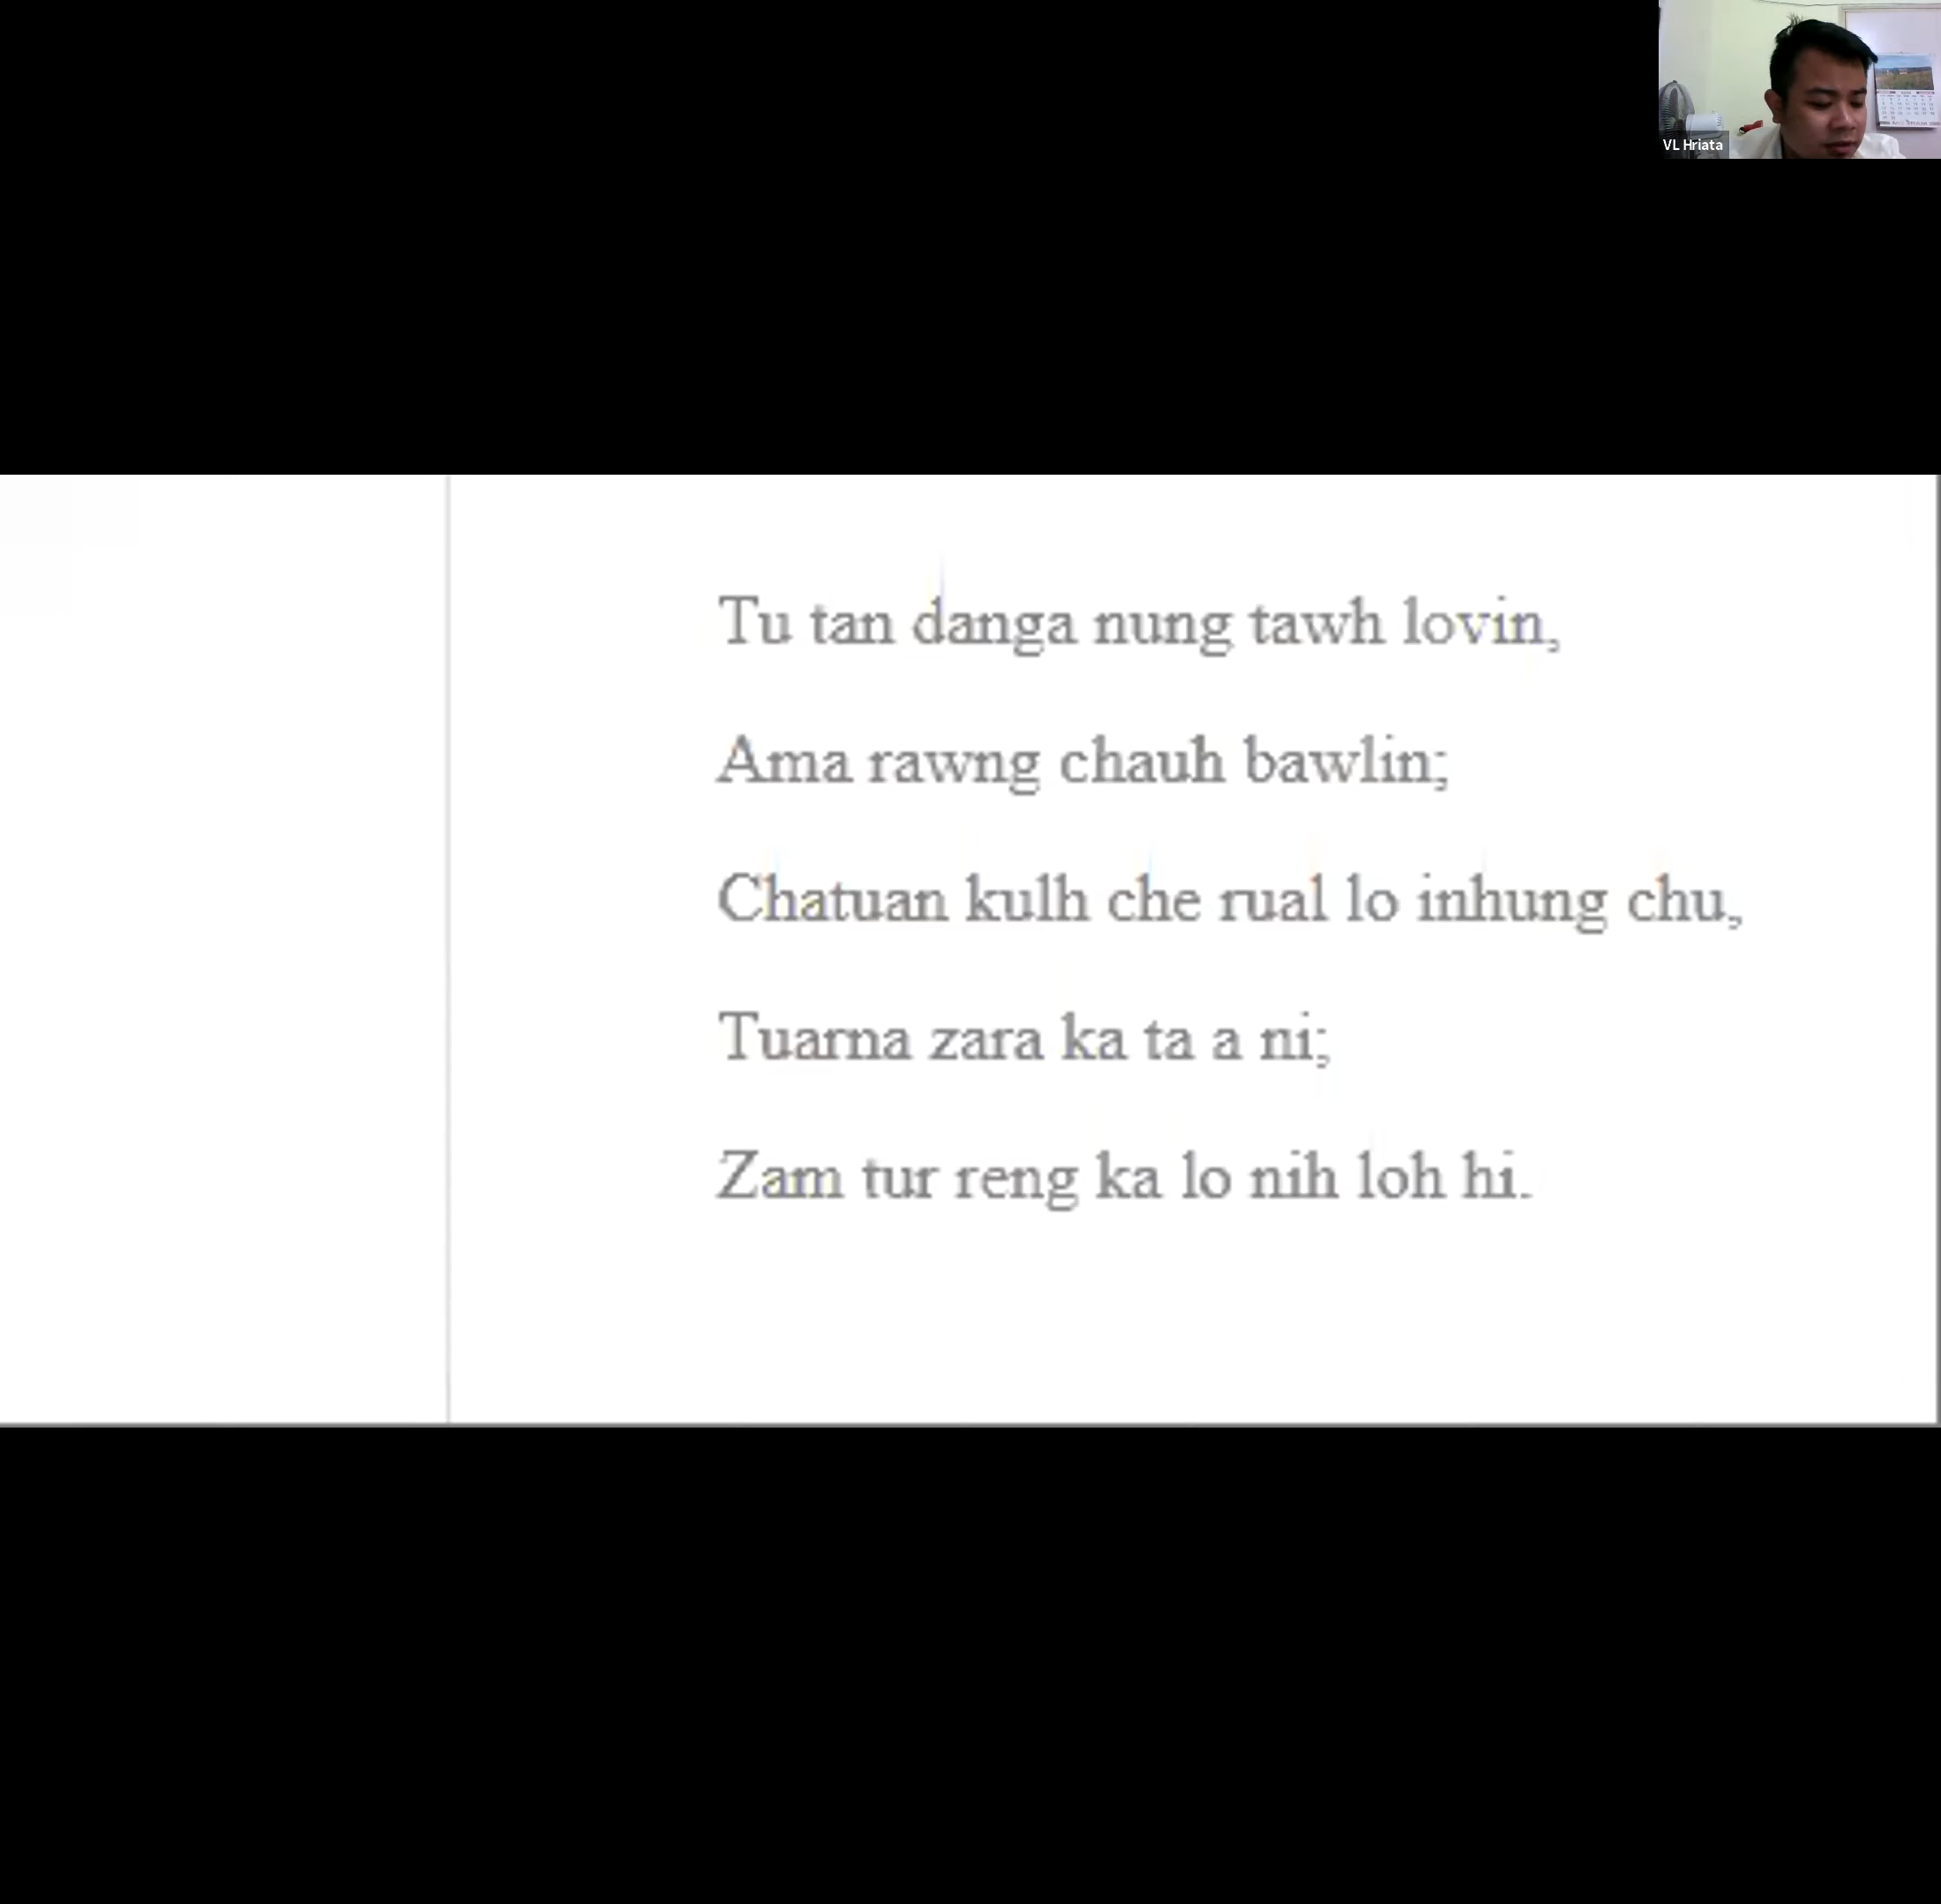 VL Hriata
Tu tan danga nung tawh lovin,
Ama rawng chauh bawlin;
Chatuan kulh che rual lo inhung chu,
Tuarna zara ka ta a ni;
Zam tur reng ka lo nih loh hi.